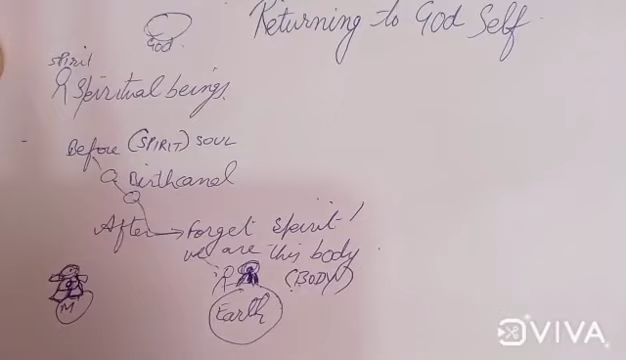 Returning to God Self
God
spirit
Spiritual beings
Before (SPIRIT) SOUL
Birthcanel
After → Forget Spirit
we are this body
(BODY)
M
Earth
VIVA